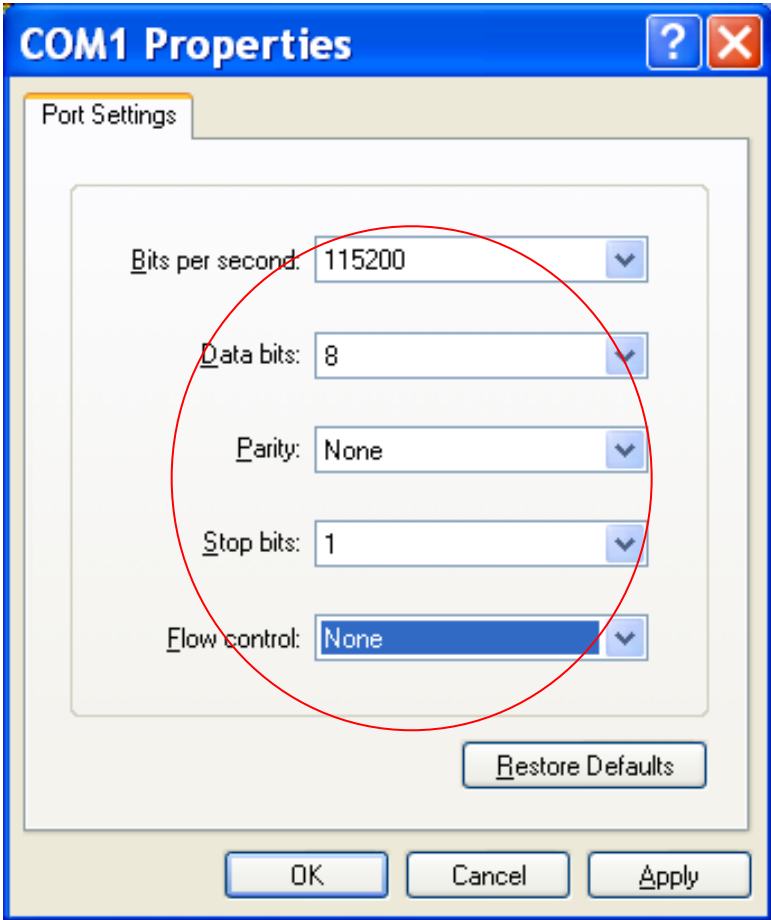 COM1 Properties ?
Port Settings
Bits per second: 115200
Data bits: 8
Parity: None
Stop bits: 1
Flow control: None
Restore Defaults
OK Cancel Apply